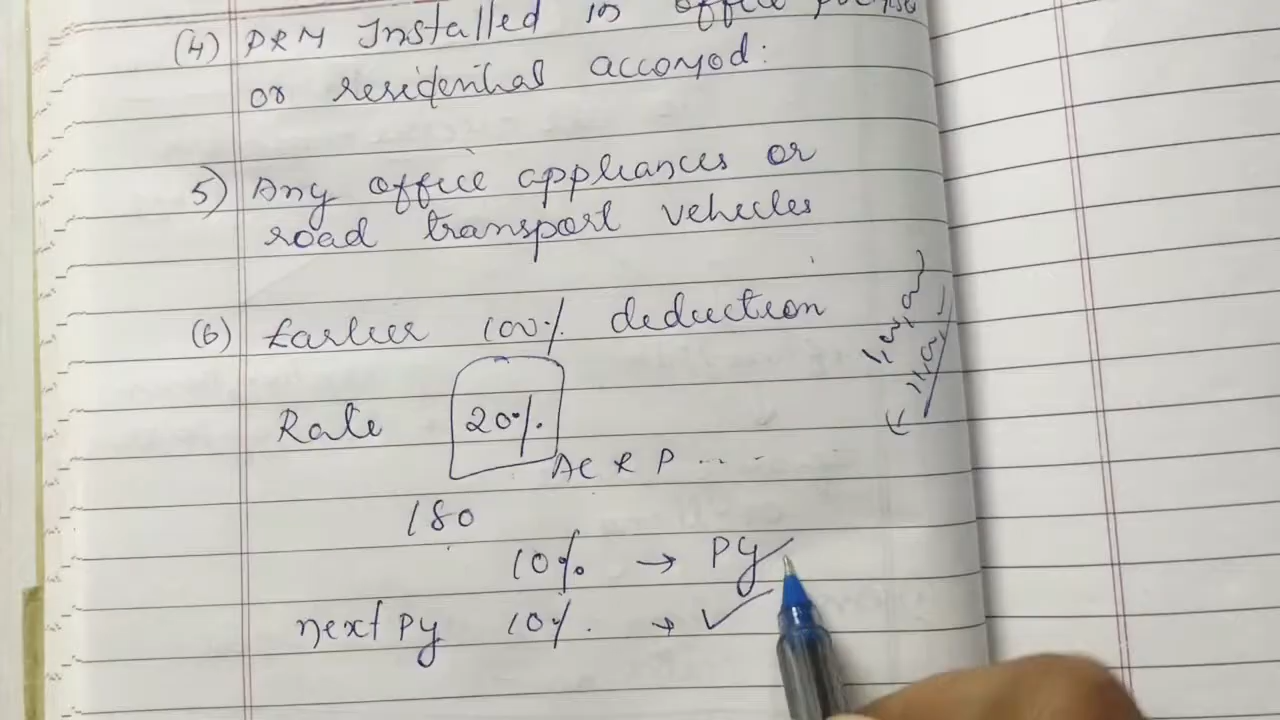 (4) P&M Installed in office
or residential accomod:
5) Any office appliances or
road transport vehicles
(6) Earlier 100% deduction
Rate 20%.
AC & P ....
180
10% → PY
next Py 10%. → ✓